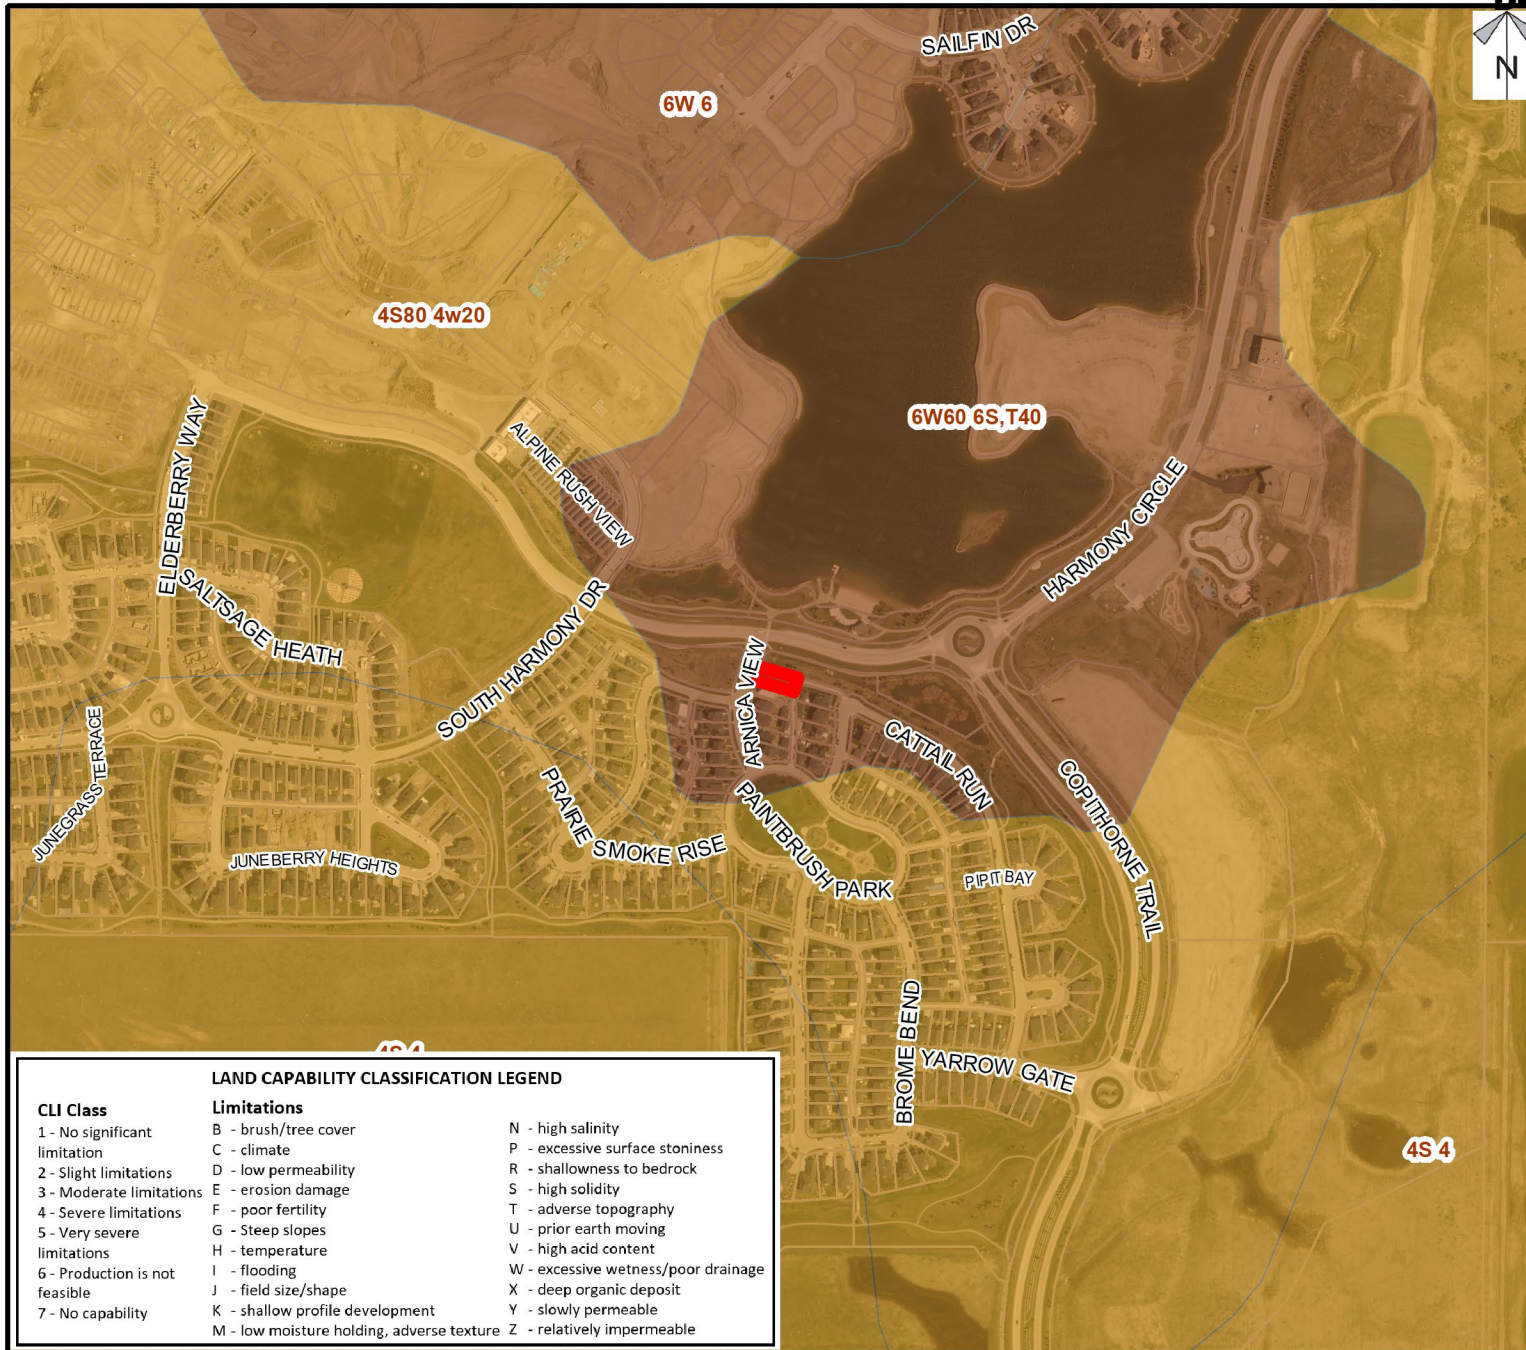 N
SAILFIN DR
6W 6
4S80 4w20
6W60 6S,T40
ELDERBERRY WAY
ALPINE RUSH VIEW
HARMONY CIRCLE
SALTSAGE HEATH
SOUTH HARMONY DR
ARNICA VIEW
JUNEGRASS TERRACE
CATTAIL RUN
PRAIRIE SMOKE RISE
PAINTBRUSH PARK
COPITHORNE TRAIL
JUNEBERRY HEIGHTS
PIPIT BAY
BROME BEND
YARROW GATE
4S 4
4S 4
LAND CAPABILITY CLASSIFICATION LEGEND
CLI Class
1 - No significant
limitation
2 - Slight limitations
3 - Moderate limitations
4 - Severe limitations
5 - Very severe
limitations
6 - Production is not
feasible
7 - No capability
Limitations
B - brush/tree cover
C - climate
D - low permeability
E - erosion damage
F - poor fertility
G - Steep slopes
H - temperature
I - flooding
J - field size/shape
K - shallow profile development
M - low moisture holding, adverse texture
N - high salinity
P - excessive surface stoniness
R - shallowness to bedrock
S - high solidity
T - adverse topography
U - prior earth moving
V - high acid content
W - excessive wetness/poor drainage
X - deep organic deposit
Y - slowly permeable
Z - relatively impermeable